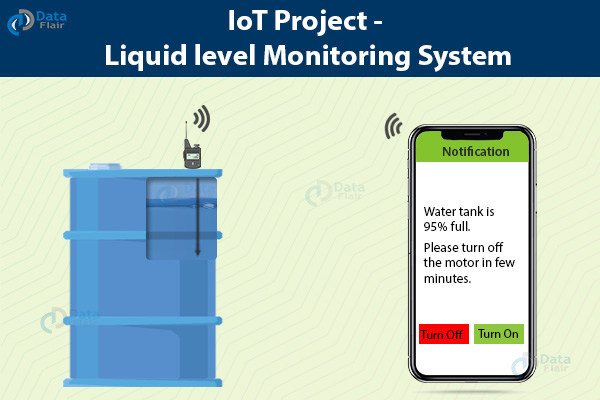 Data
Flair
IoT Project -
Liquid level Monitoring System
Notification
Water tank is
95% full.
Please turn off
the motor in few
minutes.
Turn Off
Turn On
Data
Flair
Data
Flair
Data
Flair